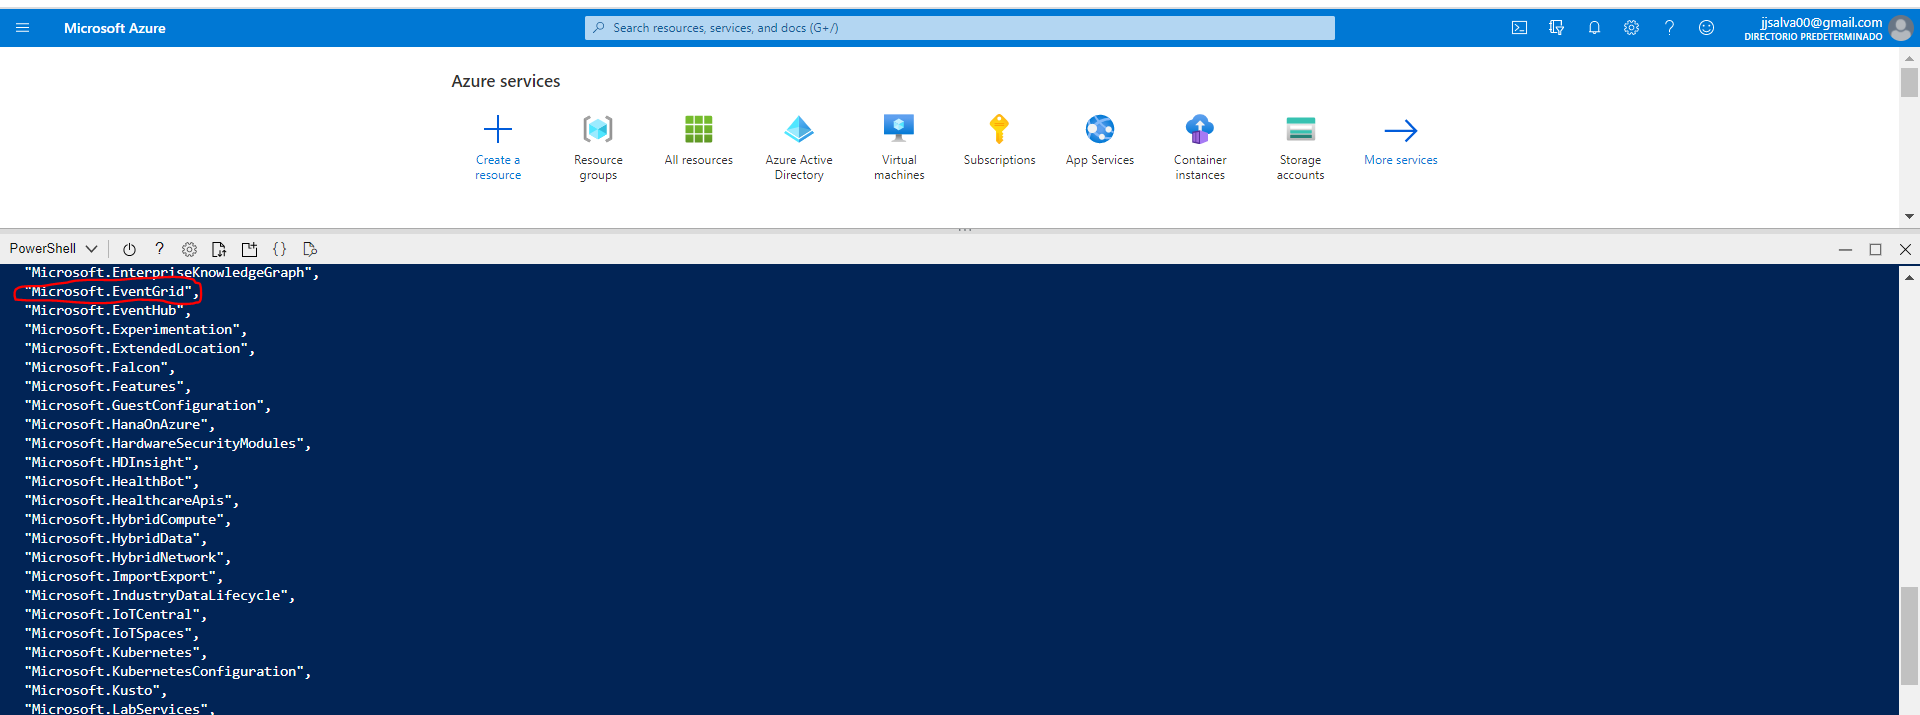 Microsoft Azure
Search resources, services, and docs (G+/)
jjsalva00@gmail.com
DIRECTORIO PREDETERMINADO
Azure services
Create a
resource
Resource
groups
All resources
Azure Active
Directory
Virtual
machines
Subscriptions
App Services
Container
instances
Storage
accounts
More services
PowerShell
"Microsoft.EnterpriseKnowledgeGraph",
"Microsoft.EventGrid",
"Microsoft.EventHub",
"Microsoft.Experimentation",
"Microsoft.ExtendedLocation",
"Microsoft.Falcon",
"Microsoft.Features",
"Microsoft.GuestConfiguration",
"Microsoft.HanaOnAzure",
"Microsoft.HardwareSecurityModules",
"Microsoft.HDInsight",
"Microsoft.HealthBot",
"Microsoft.HealthcareApis",
"Microsoft.HybridCompute",
"Microsoft.HybridData",
"Microsoft.HybridNetwork",
"Microsoft.ImportExport",
"Microsoft.IndustryDataLifecycle",
"Microsoft.IoTCentral",
"Microsoft.IoTSpaces",
"Microsoft.Kubernetes",
"Microsoft.KubernetesConfiguration",
"Microsoft.Kusto",
"Microsoft.LabServices",